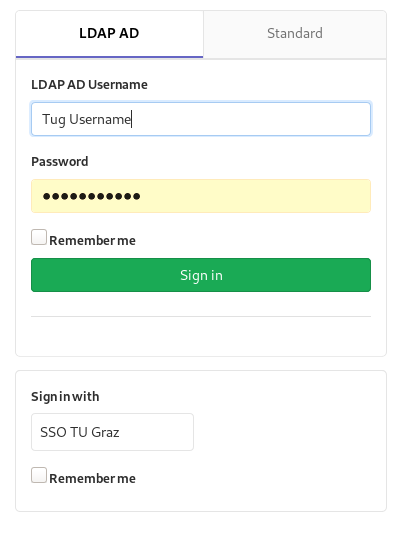 LDAP AD
Standard
LDAP AD Username
Tug Username
Password
●●●●●●●●●●●
Remember me
Sign in
Sign in with
SSO TU Graz
Remember me